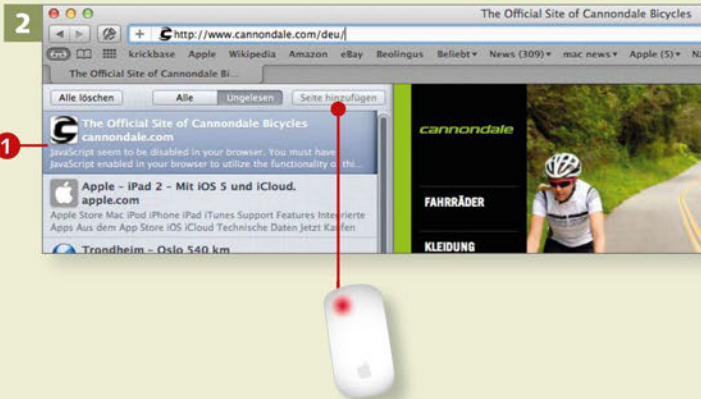 2
The Official Site of Cannondale Bicycles
http://www.cannondale.com/deu/
krickbase Apple Wikipedia Amazon eBay Beolingus Beliebt News (309) mac news Apple (5)
The Official Site of Cannondale Bi...
Alle löschen Alle Ungelesen Seite hinzufügen
1
The Official Site of Cannondale Bicycles
cannondale.com
JavaScript seem to be disabled in your browser. You must have
JavaScript enabled in your browser to utilize the functionality of thi...
Apple – iPad 2 – Mit iOS 5 und iCloud.
apple.com
Apple Store Mac iPod iPhone iPad iTunes Support Features Integrierte
Apps Aus dem App Store iOS iCloud Technische Daten Jetzt Kaufen
Trondheim – Oslo 540 km
cannondale
FAHRRÄDER
KLEIDUNG